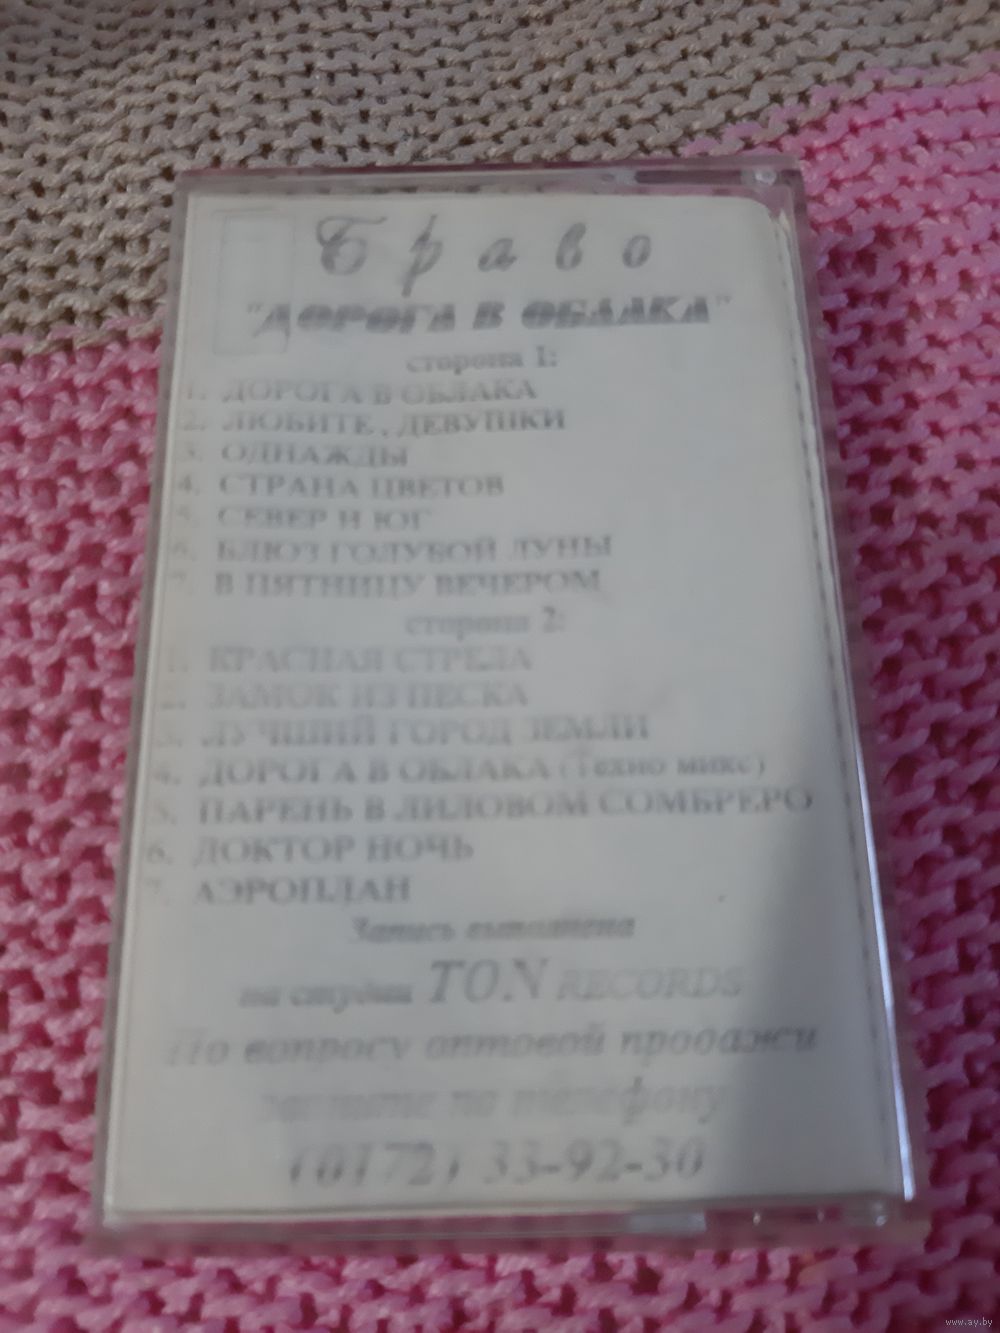 Браво
"ДОРОГА В ОБЛАКА"
сторона 1:
1. ДОРОГА В ОБЛАКА
2. ЛЮБИТЕ, ДЕВУШКИ
3. ОДНАЖДЫ
4. СТРАНА ЦВЕТОВ
5. СЕВЕР И ЮГ
6. БЛЮЗ ГОЛУБОЙ ЛУНЫ
7. В ПЯТНИЦУ ВЕЧЕРОМ
сторона 2:
1. КРАСНАЯ СТРЕЛА
2. ЗАМОК ИЗ ПЕСКА
3. ЛУЧШИЙ ГОРОД ЗЕМЛИ
4. ДОРОГА В ОБЛАКА (Техно микс)
5. ПАРЕНЬ В ЛИЛОВОМ СОМБРЕРО
6. ДОКТОР НОЧЬ
7. АЭРОПЛАН
Запись выполнена
на студии TON RECORDS
По вопросу оптовой продажи
звоните по телефону
(0172) 33-92-30
www.ay.by